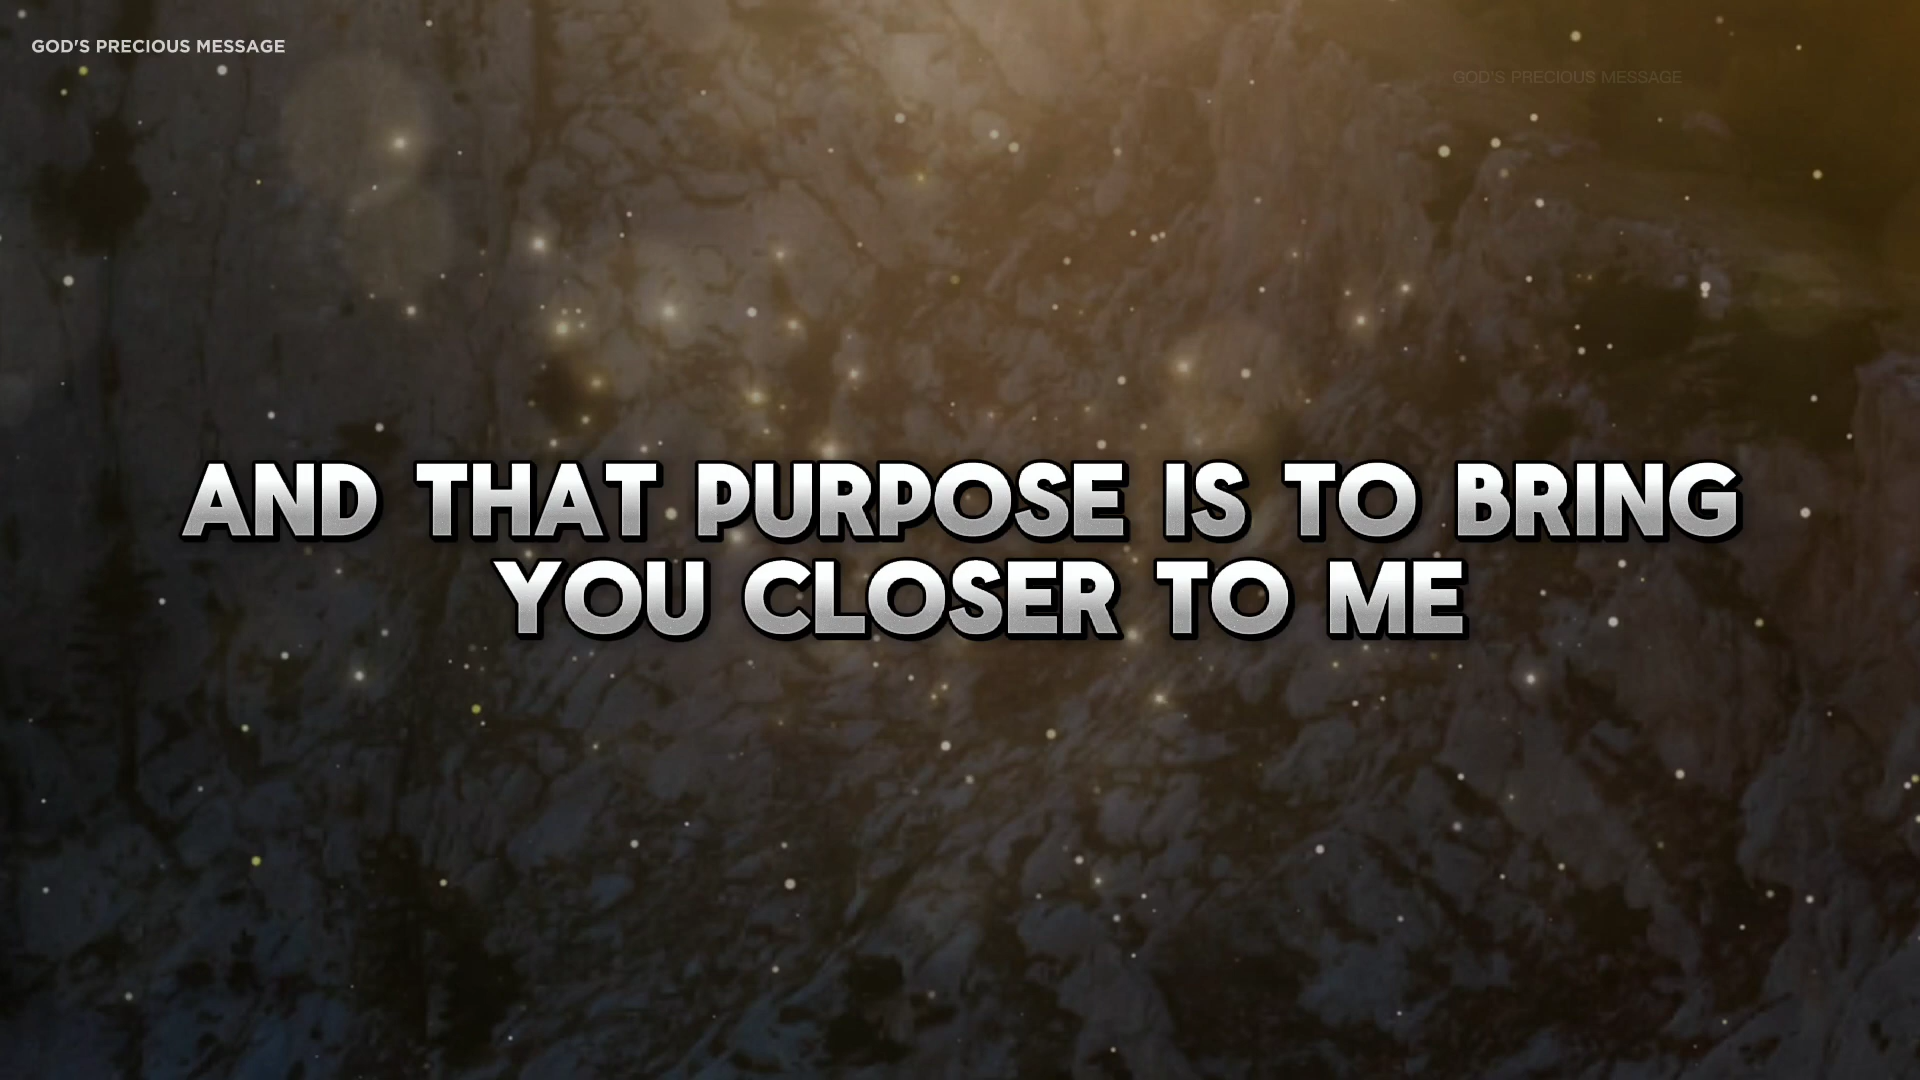 GOD'S PRECIOUS MESSAGE
GOD'S PRECIOUS MESSAGE
AND THAT PURPOSE IS TO BRING
YOU CLOSER TO ME